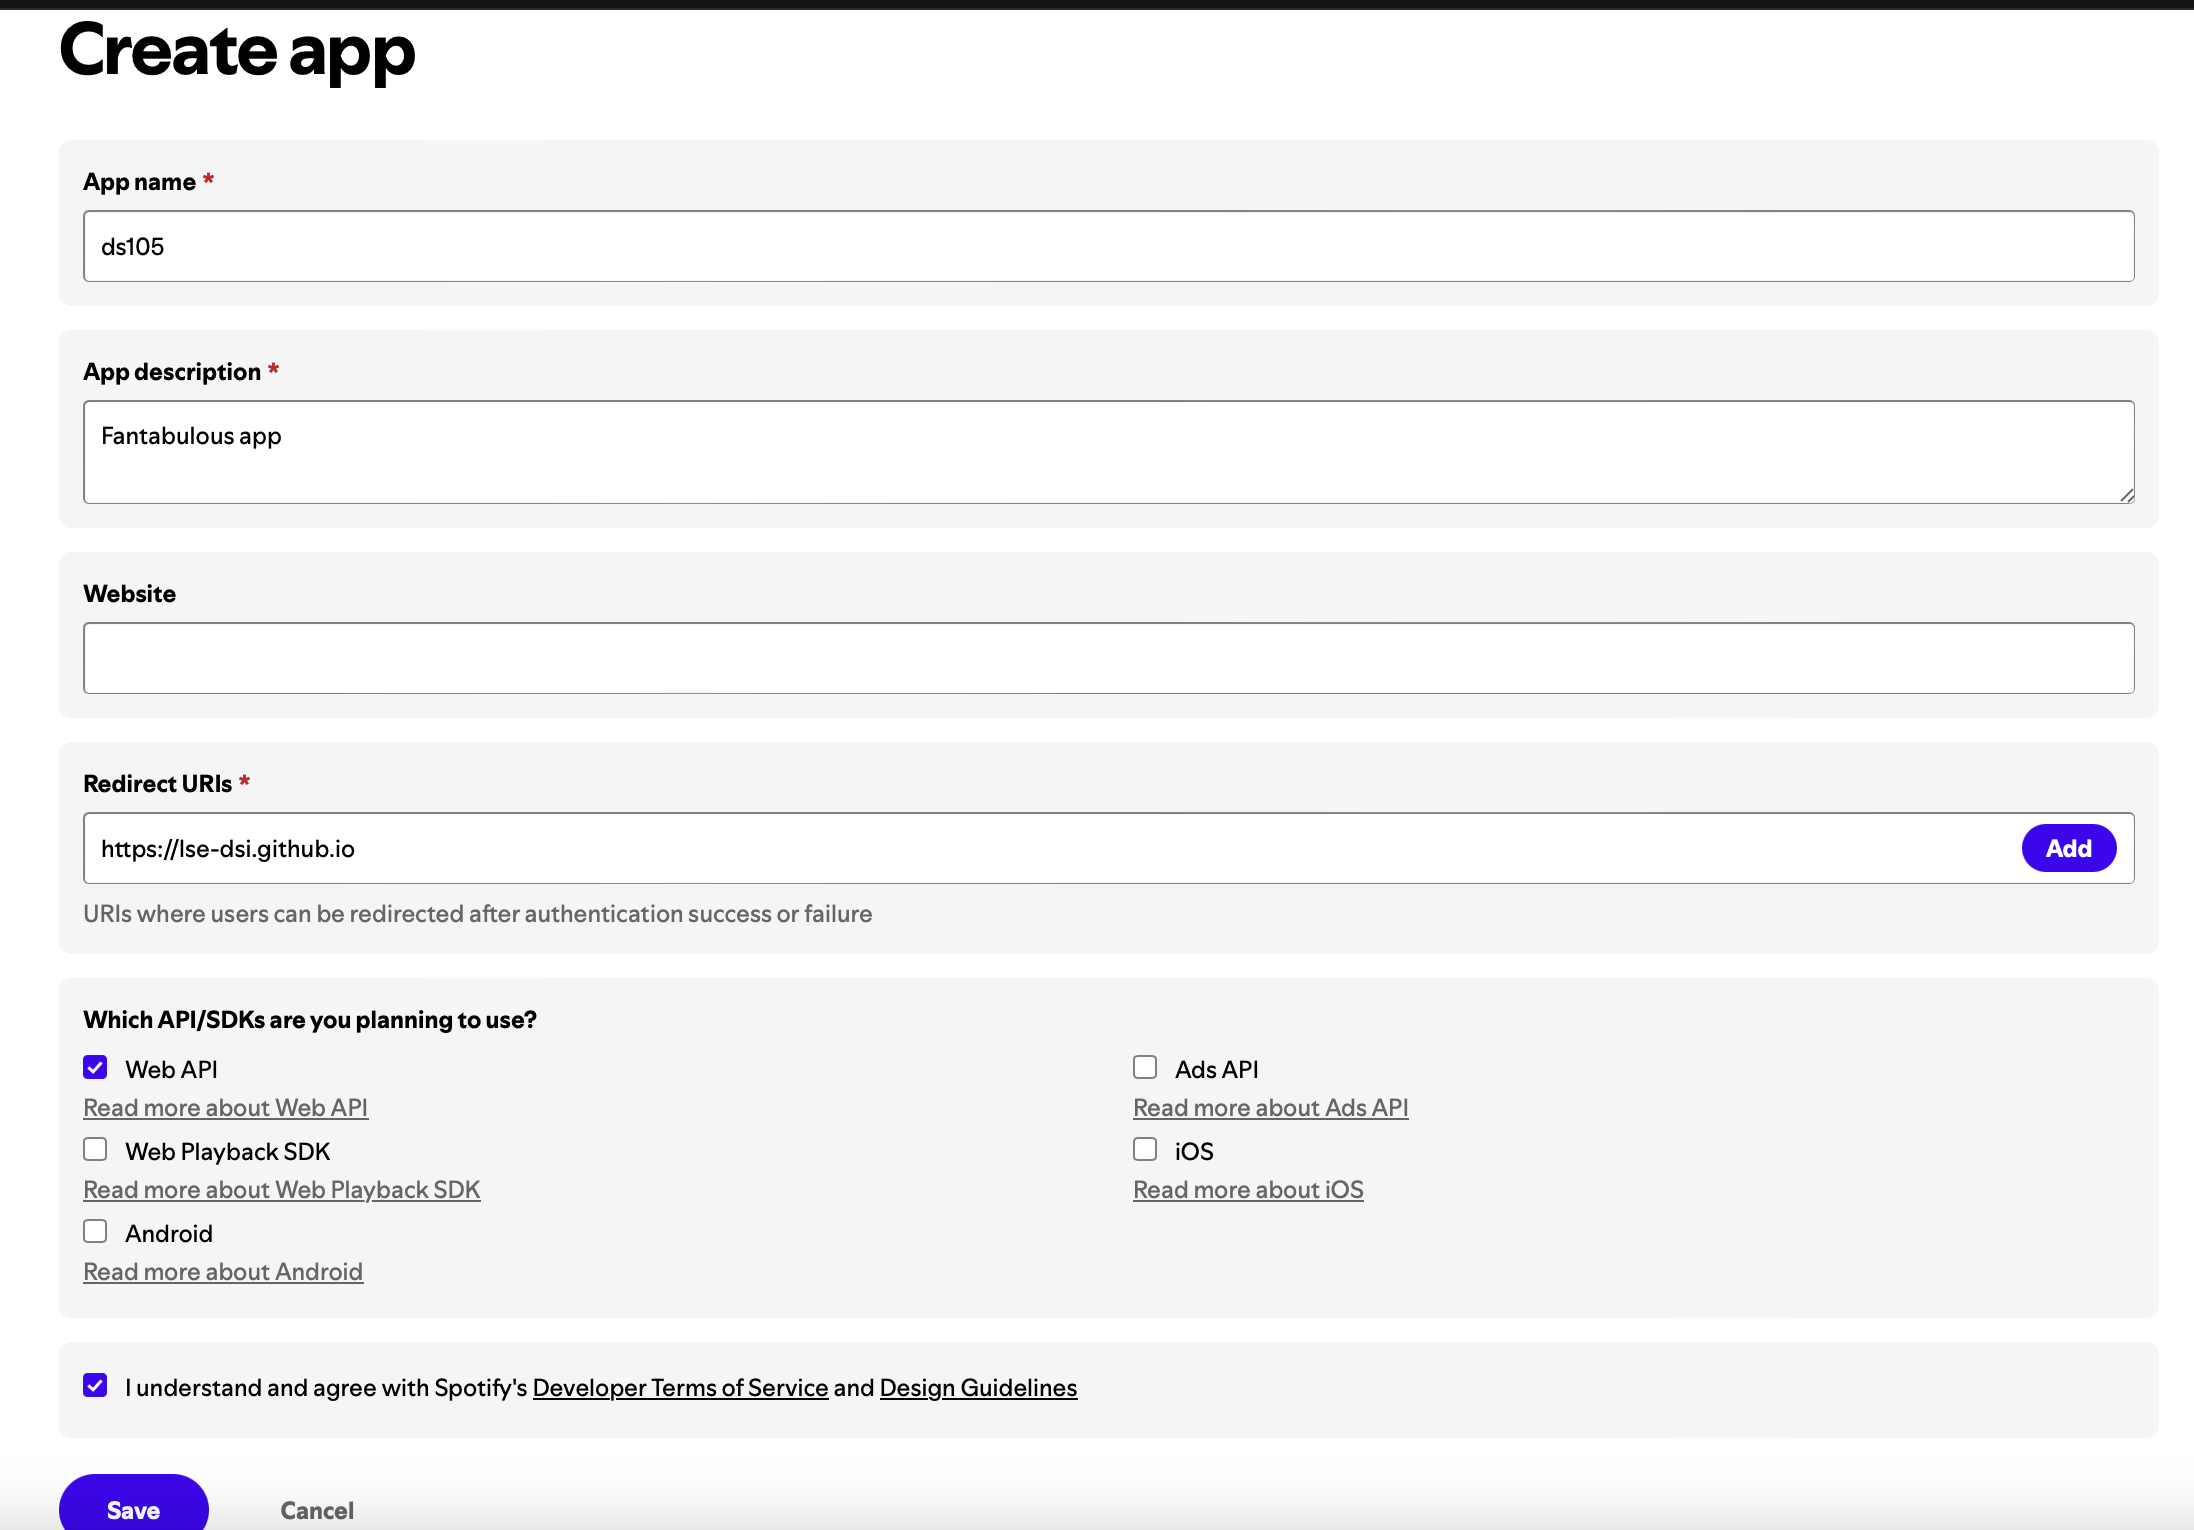 Create app
App name *
ds105
App description *
Fantabulous app
Website
Redirect URIs *
https://lse-dsi.github.io
Add
URIs where users can be redirected after authentication success or failure
Which API/SDKs are you planning to use?
Web API
Read more about Web API
Ads API
Read more about Ads API
Web Playback SDK
Read more about Web Playback SDK
iOS
Read more about iOS
Android
Read more about Android
I understand and agree with Spotify's Developer Terms of Service and Design Guidelines
Save Cancel